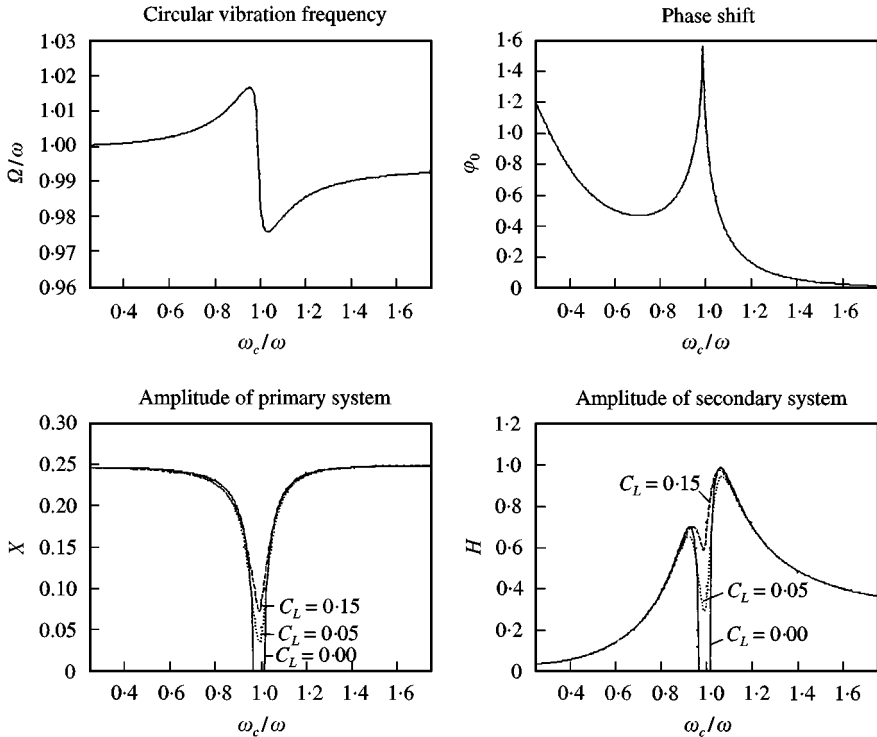 Circular vibration frequency
1·03
1·02
1·01
1·00
0·99
0·98
0·97
0·96
Ω/ω
0·4 0·6 0·8 1·0 1·2 1·4 1·6
ω_c/ω
Phase shift
1·6
1·4
1·2
1·0
0·8
0·6
0·4
0·2
0
φ_0
0·4 0·6 0·8 1·0 1·2 1·4 1·6
ω_c/ω
Amplitude of primary system
0·30
0·25
0·20
0·15
0·10
0·05
0
X
C_L = 0·15
C_L = 0·05
C_L = 0·00
0·4 0·6 0·8 1·0 1·2 1·4 1·6
ω_c/ω
Amplitude of secondary system
1·2
1·0
0·8
0·6
0·4
0·2
0
H
C_L = 0·15
C_L = 0·05
C_L = 0·00
0·4 0·6 0·8 1·0 1·2 1·4 1·6
ω_c/ω